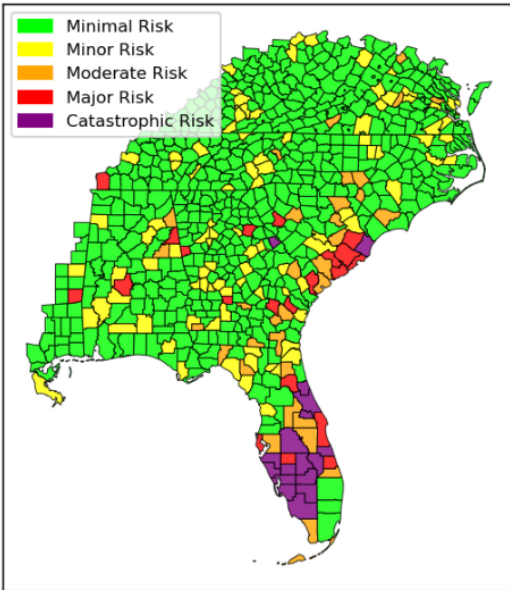 Minimal Risk
Minor Risk
Moderate Risk
Major Risk
Catastrophic Risk